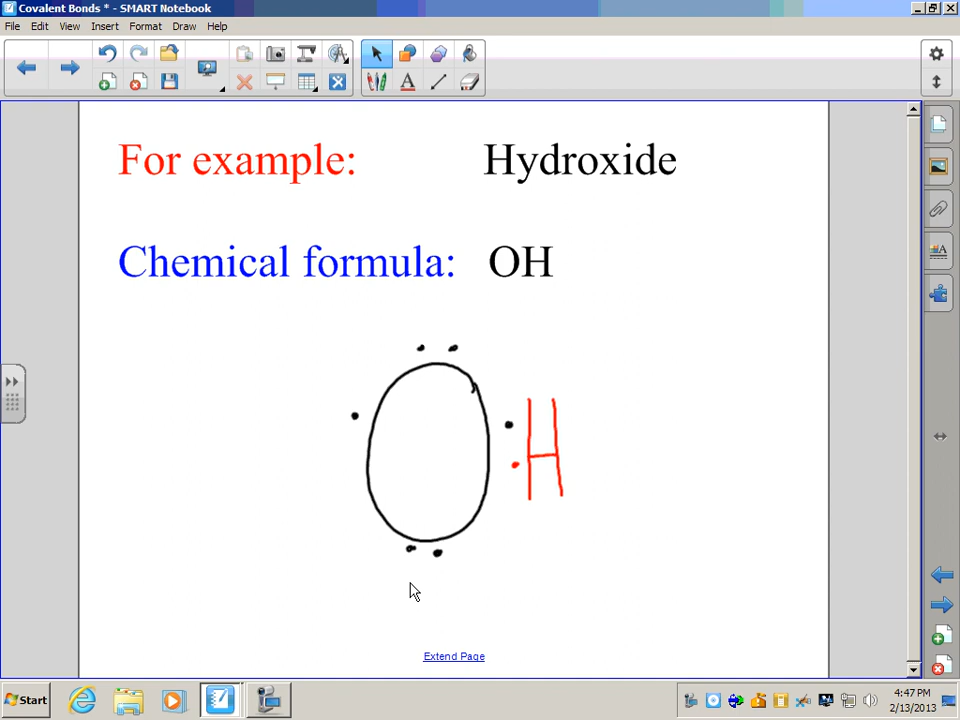 Covalent Bonds * - SMART Notebook
File Edit View Insert Format Draw Help
For example: Hydroxide
Chemical formula: OH
O H
Extend Page
Start
4:47 PM
2/13/2013